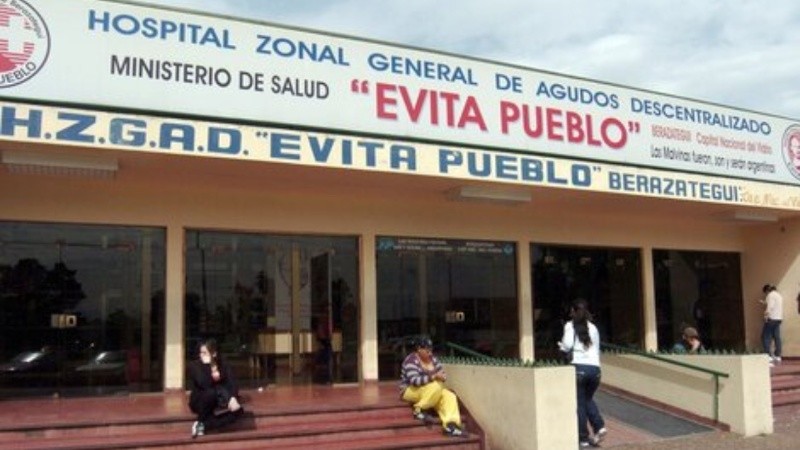 HOSPITAL ZONAL GENERAL DE AGUDOS DESCENTRALIZADO
MINISTERIO DE SALUD "EVITA PUEBLO"
BERAZATEGUI Capital Nacional del Vidrio
Las Malvinas fueron, son y serán argentinas
PUEBLO
H.Z.G.A.D. "EVITA PUEBLO" BERAZATEGUI